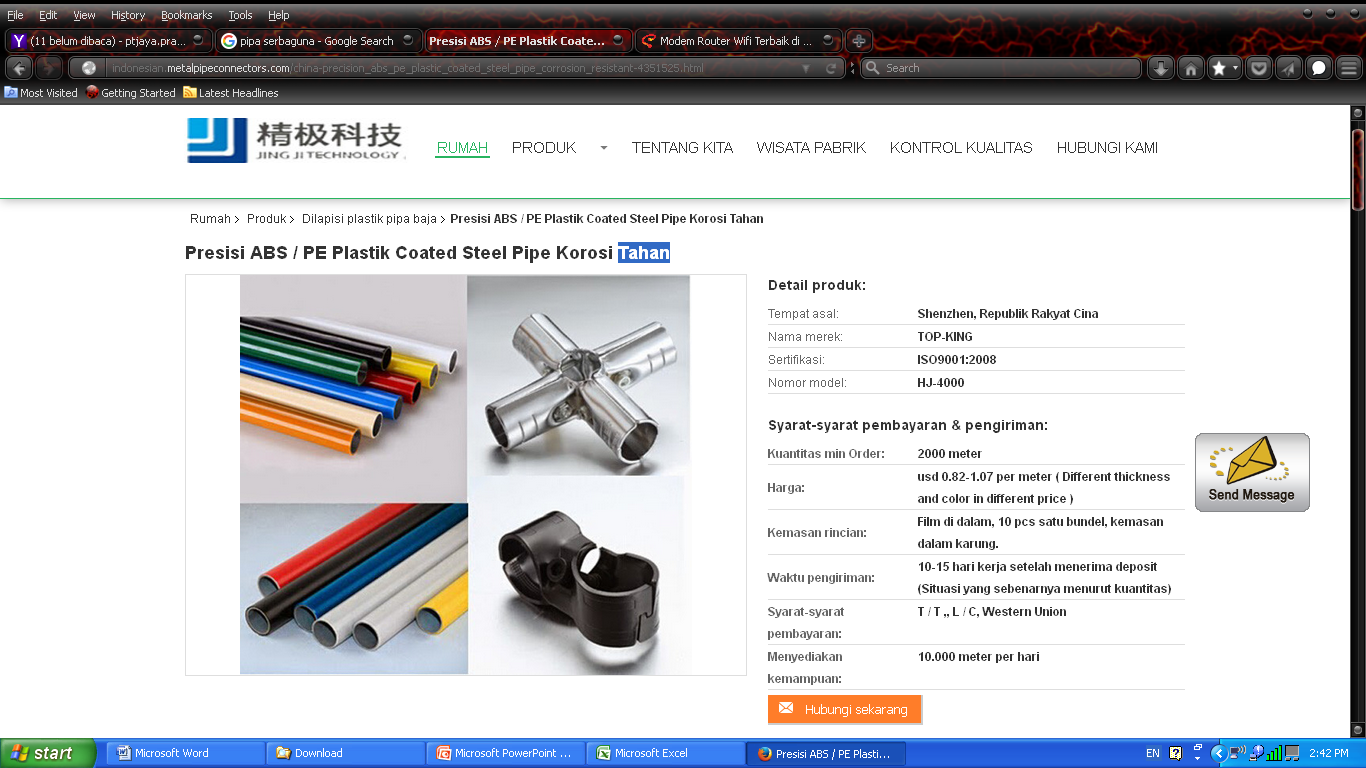 File Edit View History Bookmarks Tools Help
(11 belum dibaca) - ptjaya.pra... pipa serbaguna - Google Search Presisi ABS / PE Plastik Coate... Modem Router Wifi Terbaik di ...
indonesian.metalpipeconnectors.com/china-precision_abs_pe_plastic_coated_steel_pipe_corrosion_resistant-4351525.html Search
Most Visited Getting Started Latest Headlines
精极科技
JING JI TECHNOLOGY
RUMAH PRODUK TENTANG KITA WISATA PABRIK KONTROL KUALITAS HUBUNGI KAMI
Rumah > Produk > Dilapisi plastik pipa baja > Presisi ABS / PE Plastik Coated Steel Pipe Korosi Tahan
Presisi ABS / PE Plastik Coated Steel Pipe Korosi Tahan
Detail produk:
Tempat asal: Shenzhen, Republik Rakyat Cina
Nama merek: TOP-KING
Sertifikasi: ISO9001:2008
Nomor model: HJ-4000
Syarat-syarat pembayaran & pengiriman:
Kuantitas min Order: 2000 meter
Harga: usd 0.82-1.07 per meter ( Different thickness
and color in different price )
Kemasan rincian: Film di dalam, 10 pcs satu bundel, kemasan
dalam karung.
Waktu pengiriman: 10-15 hari kerja setelah menerima deposit
(Situasi yang sebenarnya menurut kuantitas)
Syarat-syarat T / T ,, L / C, Western Union
pembayaran:
Menyediakan 10.000 meter per hari
kemampuan:
Hubungi sekarang
Send Message
start Microsoft Word Download Microsoft PowerPoint ... Microsoft Excel Presisi ABS / PE Plasti... EN 2:42 PM